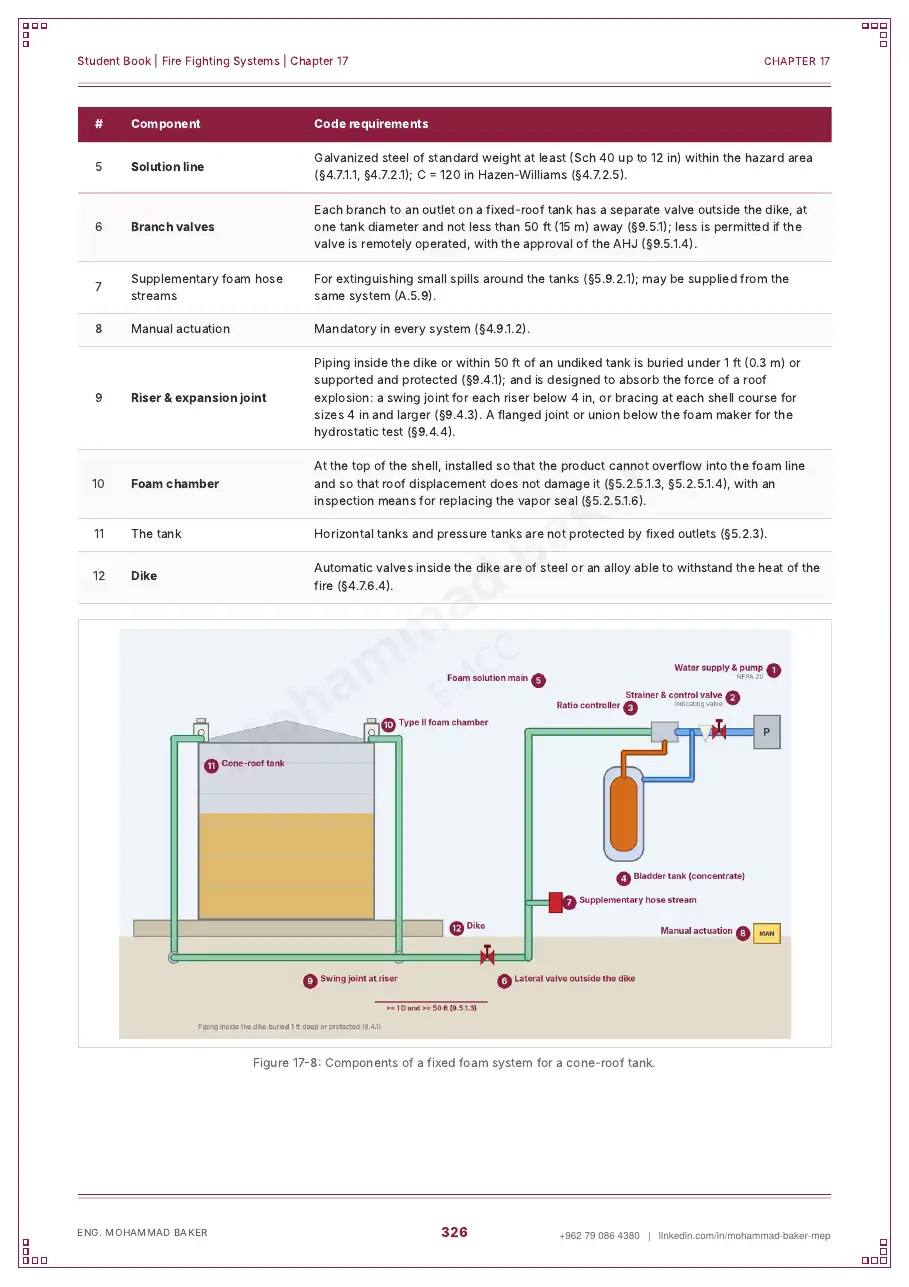 Student Book | Fire Fighting Systems | Chapter 17
CHAPTER 17
# Component Code requirements
5 Solution line Galvanized steel of standard weight at least (Sch 40 up to 12 in) within the hazard area
(§4.7.1.1, §4.7.2.1); C = 120 in Hazen-Williams (§4.7.2.5).
6 Branch valves Each branch to an outlet on a fixed-roof tank has a separate valve outside the dike, at
one tank diameter and not less than 50 ft (15 m) away (§9.5.1); less is permitted if the
valve is remotely operated, with the approval of the AHJ (§9.5.1.4).
7 Supplementary foam hose
streams
For extinguishing small spills around the tanks (§5.9.2.1); may be supplied from the
same system (A.5.9).
8 Manual actuation Mandatory in every system (§4.9.1.2).
9 Riser & expansion joint Piping inside the dike or within 50 ft of an undiked tank is buried under 1 ft (0.3 m) or
supported and protected (§9.4.1); and is designed to absorb the force of a roof
explosion: a swing joint for each riser below 4 in, or bracing at each shell course for
sizes 4 in and larger (§9.4.3). A flanged joint or union below the foam maker for the
hydrostatic test (§9.4.4).
10 Foam chamber At the top of the shell, installed so that the product cannot overflow into the foam line
and so that roof displacement does not damage it (§5.2.5.1.3, §5.2.5.1.4), with an
inspection means for replacing the vapor seal (§5.2.5.1.6).
11 The tank Horizontal tanks and pressure tanks are not protected by fixed outlets (§5.2.3).
12 Dike Automatic valves inside the dike are of steel or an alloy able to withstand the heat of the
fire (§4.7.6.4).
Mohammad Baker
EMCC
Water supply & pump 1
NFPA 20
Foam solution main 5
Strainer & control valve 2
Indicating valve
Ratio controller 3
10 Type II foam chamber
P
11 Cone-roof tank
4 Bladder tank (concentrate)
7 Supplementary hose stream
12 Dike
Manual actuation 8 MAN
9 Swing joint at riser
6 Lateral valve outside the dike
>= 1D and >= 50 ft (9.5.1.3)
Piping inside the dike buried 1 ft deep or protected (9.4.1)
Figure 17-8: Components of a fixed foam system for a cone-roof tank.
ENG. MOHAMMAD BAKER
326
+962 79 086 4380 | linkedin.com/in/mohammad-baker-mep